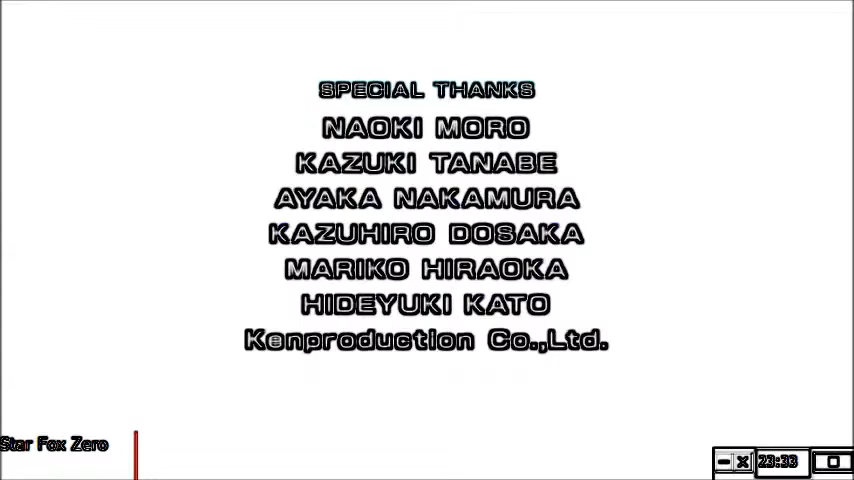 SPECIAL THANKS
NAOKI MORO
KAZUKI TANABE
AYAKA NAKAMURA
KAZUHIRO DOSAKA
MARIKO HIRAOKA
HIDEYUKI KATO
Kenproduction Co.,Ltd.
Star Fox Zero
23:33